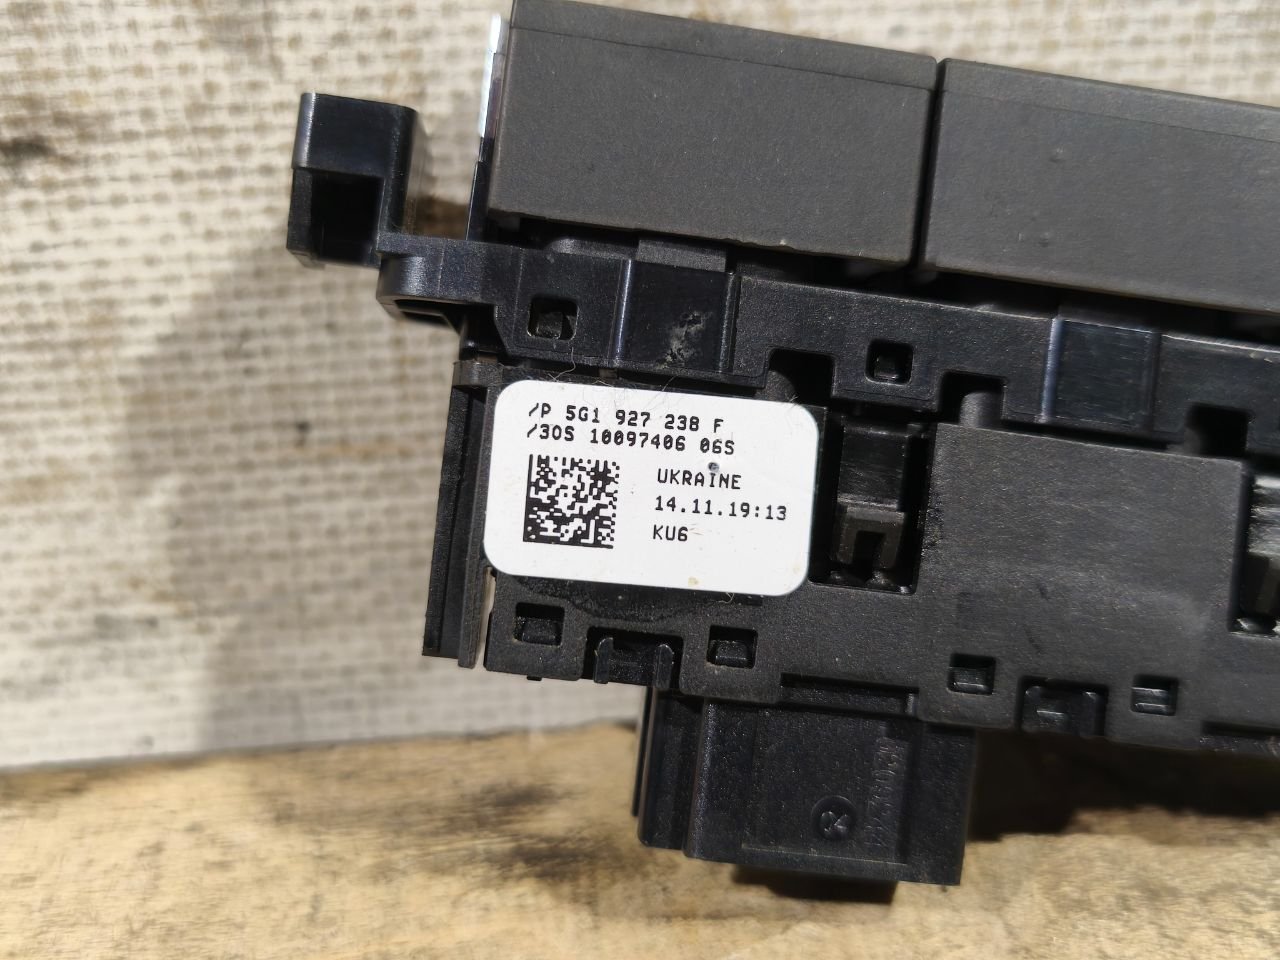 /P 5G1 927 238 F
/30S 10097406 06S
UKRAINE
14.11.19:13
KU6